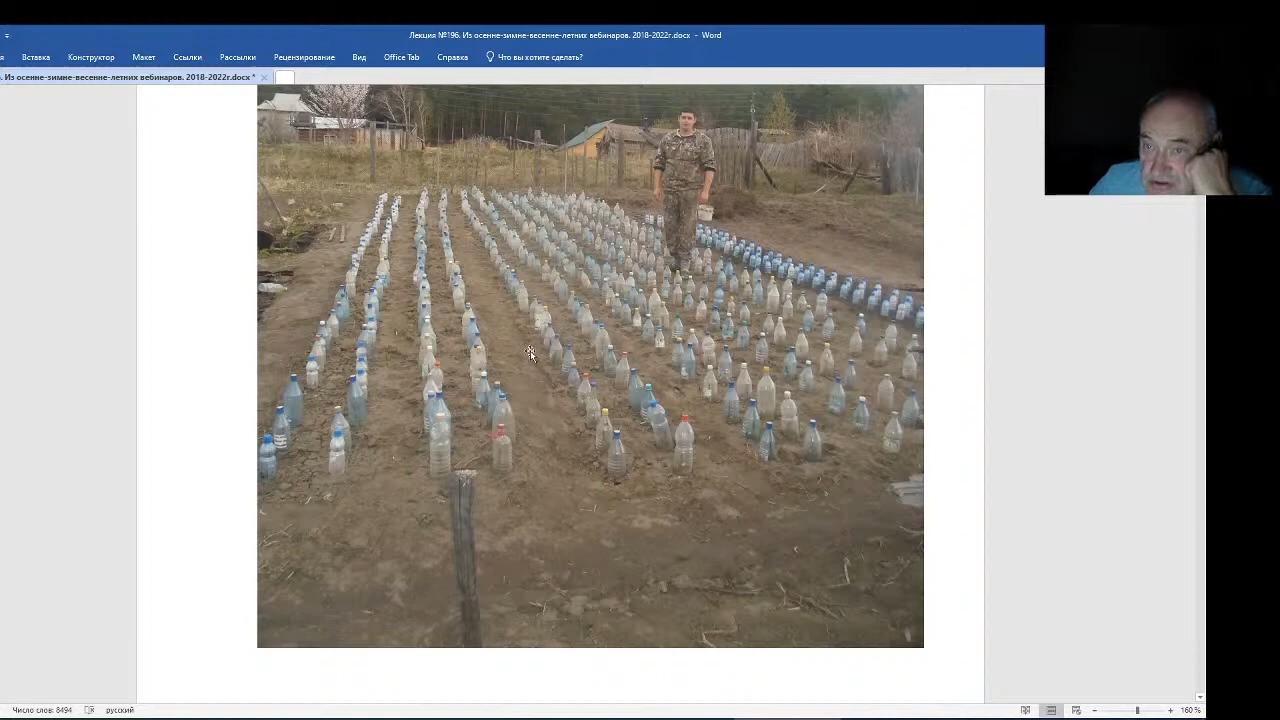 Лекция №196. Из осенне-зимне-весенне-летних вебинаров. 2018-2022г.docx - Word
Вставка Конструктор Макет Ссылки Рассылки Рецензирование Вид Office Tab Справка Что вы хотите сделать?
. Из осенне-зимне-весенне-летних вебинаров. 2018-2022г.docx *
Число слов: 8494 русский 160 %